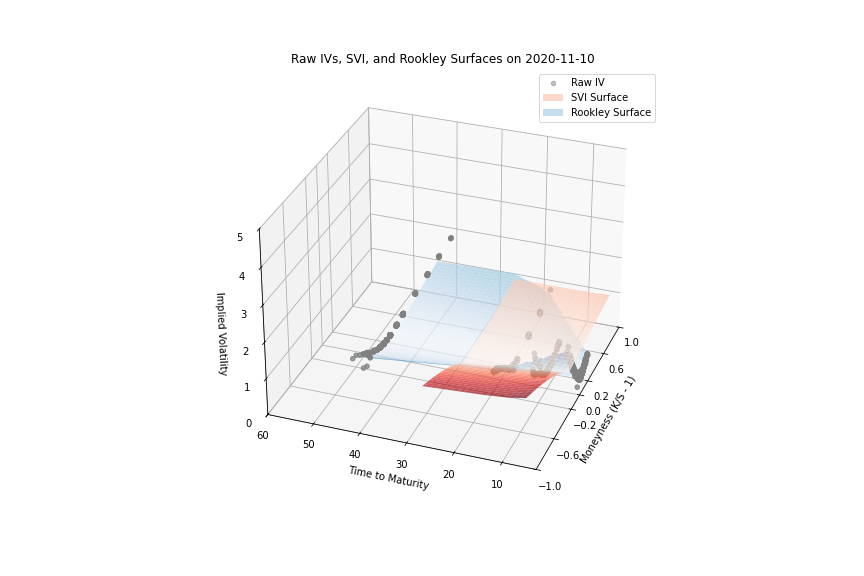 Raw IVs, SVI, and Rookley Surfaces on 2020-11-10
Raw IV
SVI Surface
Rookley Surface
5
4
3
2
1
0
Implied Volatility
60
50
40
30
20
10
Time to Maturity
1.0
0.6
0.2
0.0
−0.2
−0.6
−1.0
Moneyness (K/S - 1)